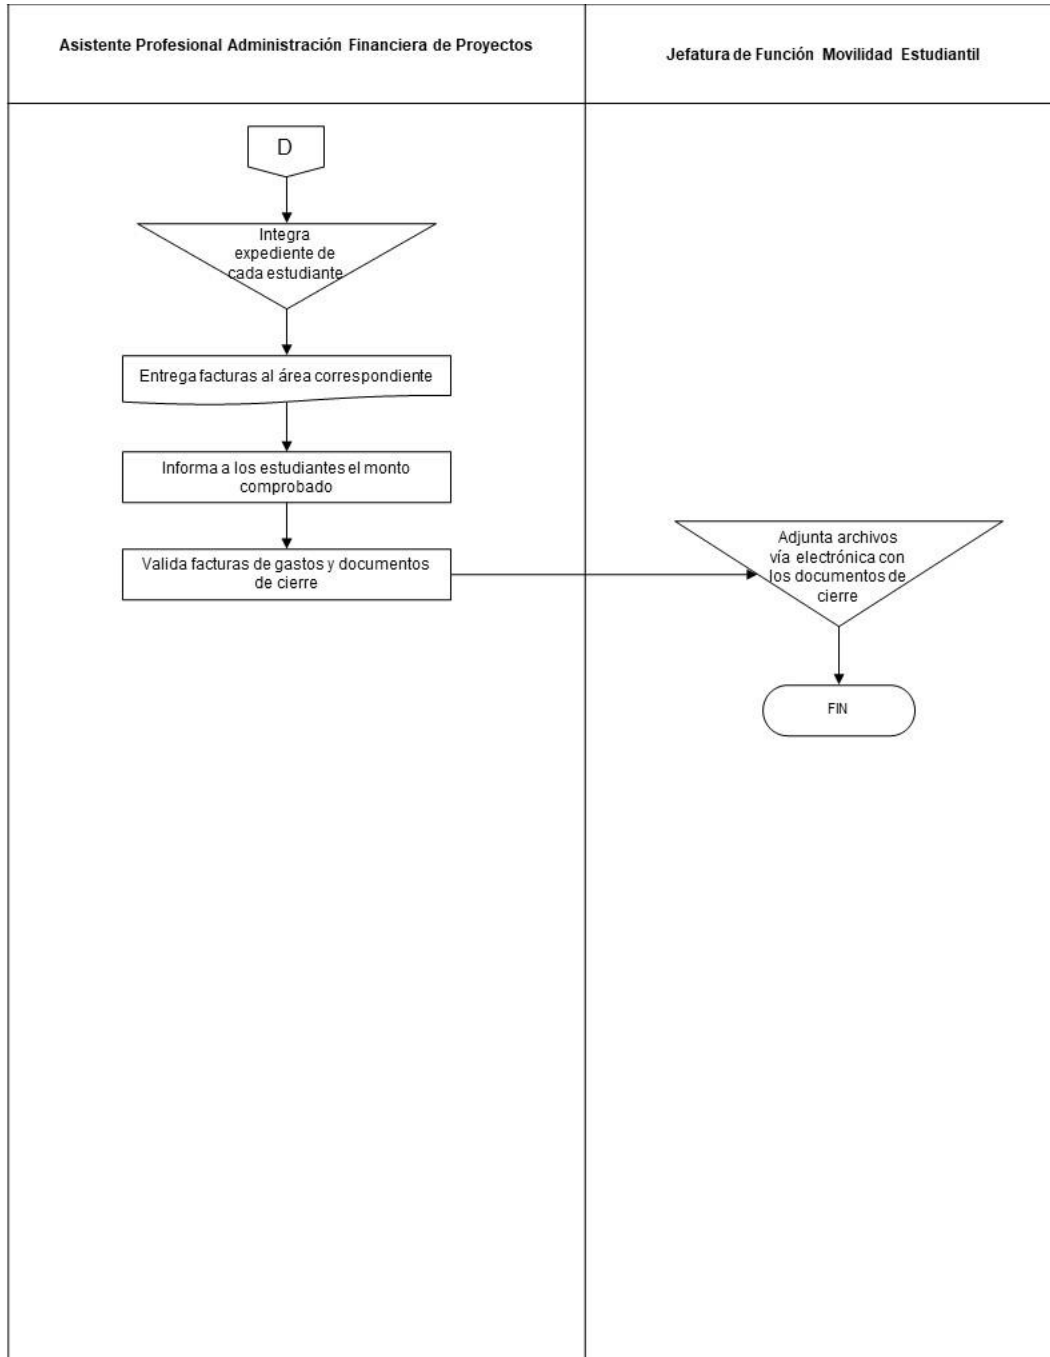 Asistente Profesional Administración Financiera de Proyectos
Jefatura de Función Movilidad Estudiantil
D
Integra
expediente de
cada estudiante
Entrega facturas al área correspondiente
Informa a los estudiantes el monto
comprobado
Valida facturas de gastos y documentos
de cierre
Adjunta archivos
vía electrónica con
los documentos de
cierre
FIN